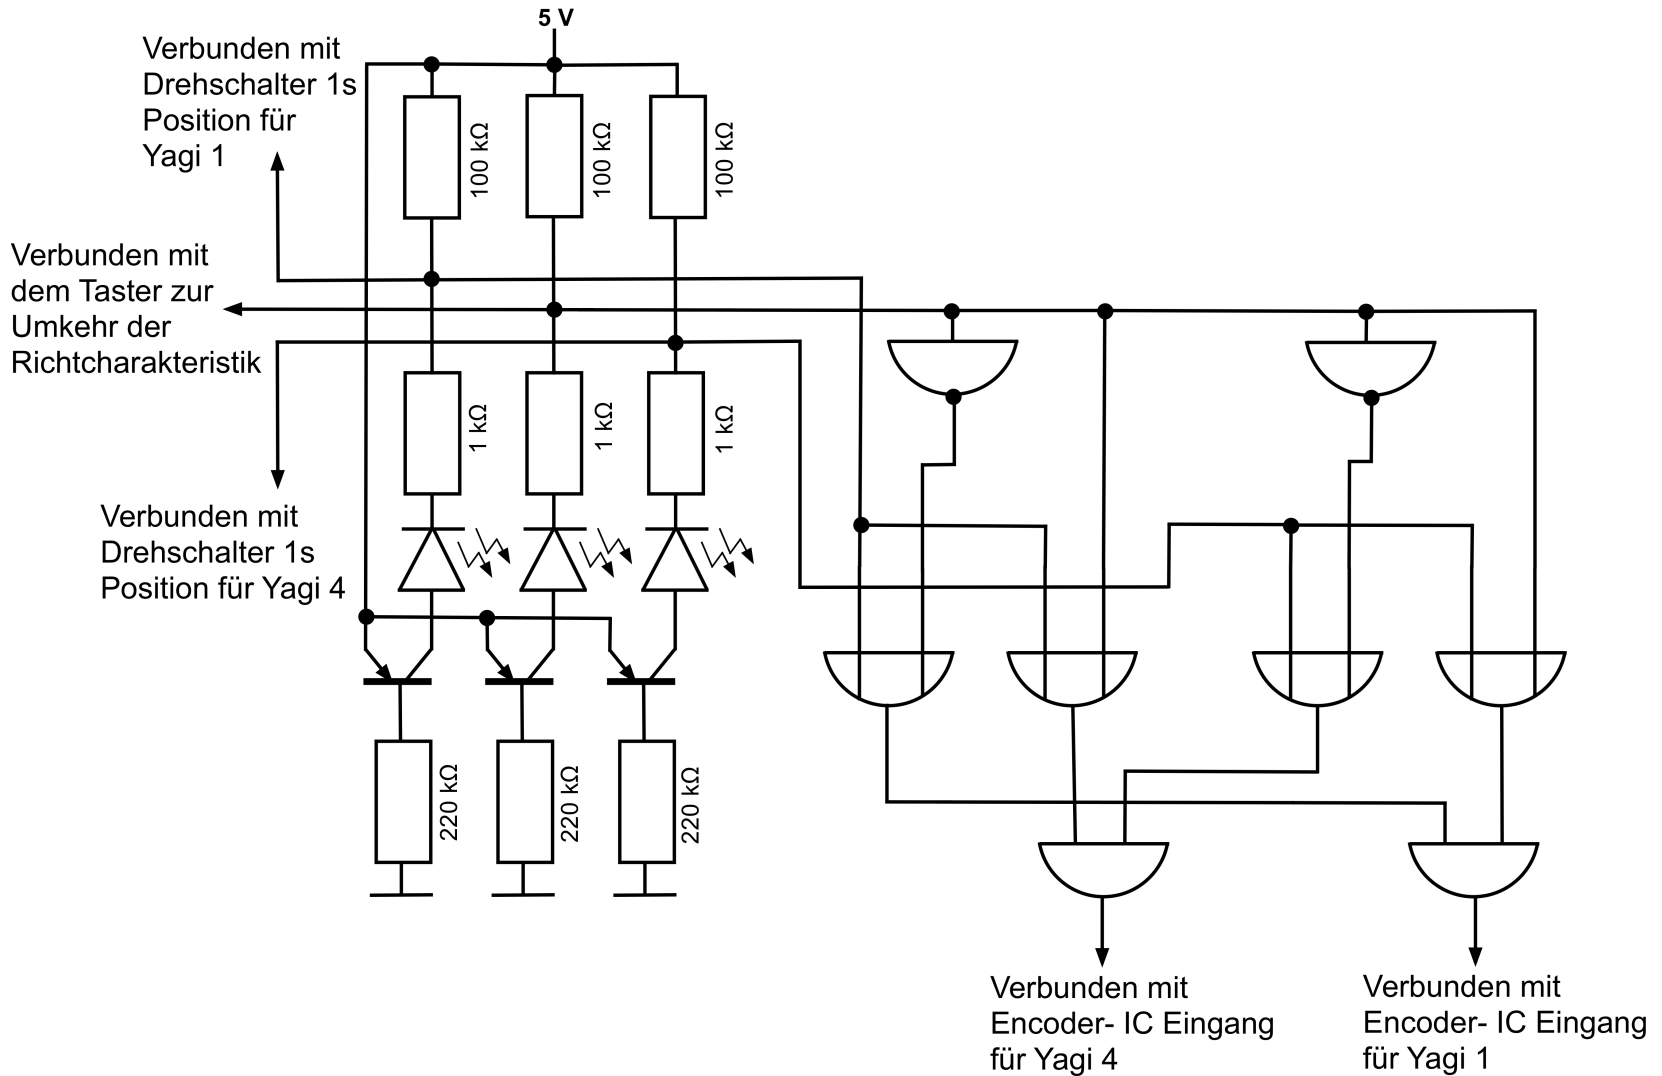 5 V
Verbunden mit
Drehschalter 1s
Position für
Yagi 1
100 kΩ
100 kΩ
100 kΩ
Verbunden mit
dem Taster zur
Umkehr der
Richtcharakteristik
1 kΩ
1 kΩ
1 kΩ
Verbunden mit
Drehschalter 1s
Position für Yagi 4
220 kΩ
220 kΩ
220 kΩ
Verbunden mit
Encoder- IC Eingang
für Yagi 4
Verbunden mit
Encoder- IC Eingang
für Yagi 1